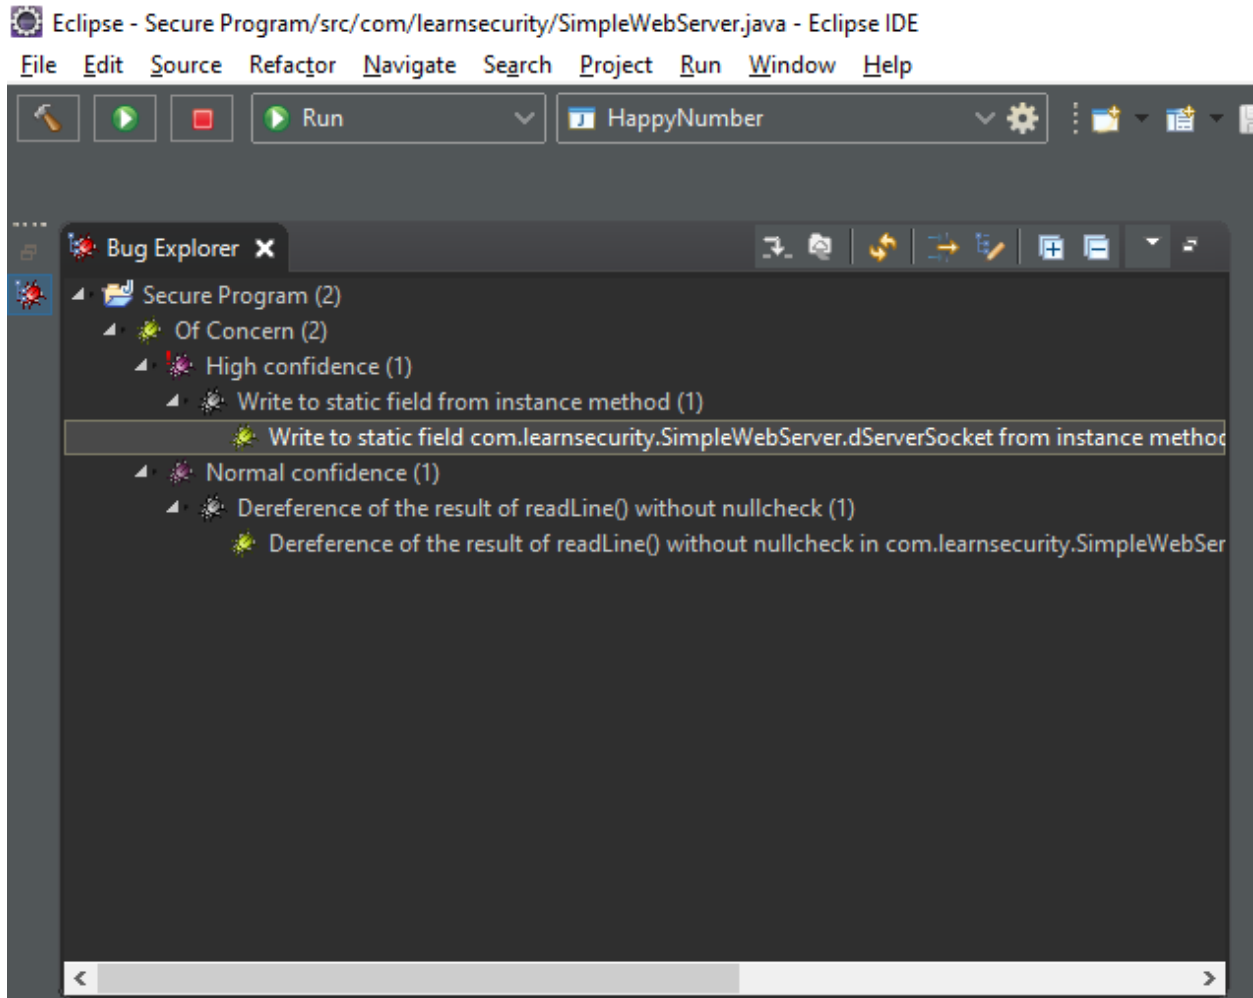 Eclipse - Secure Program/src/com/learnsecurity/SimpleWebServer.java - Eclipse IDE
File Edit Source Refactor Navigate Search Project Run Window Help
Run HappyNumber
Bug Explorer
Secure Program (2)
Of Concern (2)
High confidence (1)
Write to static field from instance method (1)
Write to static field com.learnsecurity.SimpleWebServer.dServerSocket from instance method
Normal confidence (1)
Dereference of the result of readLine() without nullcheck (1)
Dereference of the result of readLine() without nullcheck in com.learnsecurity.SimpleWebSer